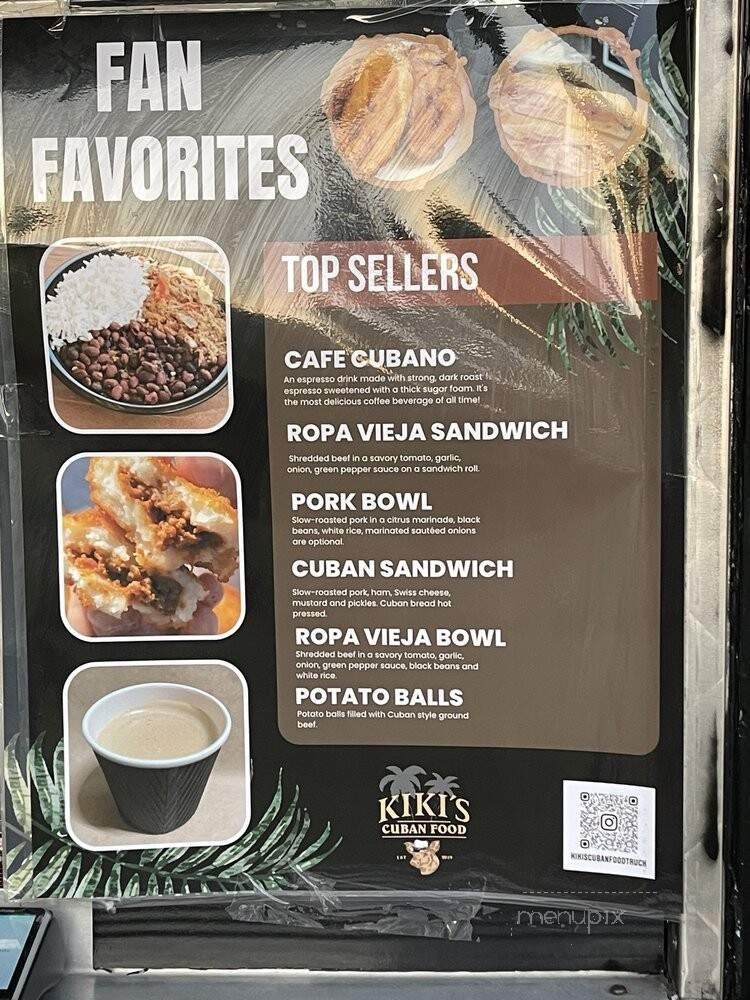 FAN
FAVORITES
TOP SELLERS
CAFE CUBANO
An espresso drink made with strong, dark roast
espresso sweetened with a thick sugar foam. It's
the most delicious coffee beverage of all time!
ROPA VIEJA SANDWICH
Shredded beef in a savory tomato, garlic,
onion, green pepper sauce on a sandwich roll.
PORK BOWL
Slow-roasted pork in a citrus marinade, black
beans, white rice, marinated sautéed onions
are optional.
CUBAN SANDWICH
Slow-roasted pork, ham, Swiss cheese,
mustard and pickles. Cuban bread hot
pressed.
ROPA VIEJA BOWL
Shredded beef in a savory tomato, garlic,
onion, green pepper sauce, black beans and
white rice.
POTATO BALLS
Potato balls filled with Cuban style ground
beef.
KIKI'S
CUBAN FOOD
EST 2019
KIKISCUBANFOODTRUCK
menupix